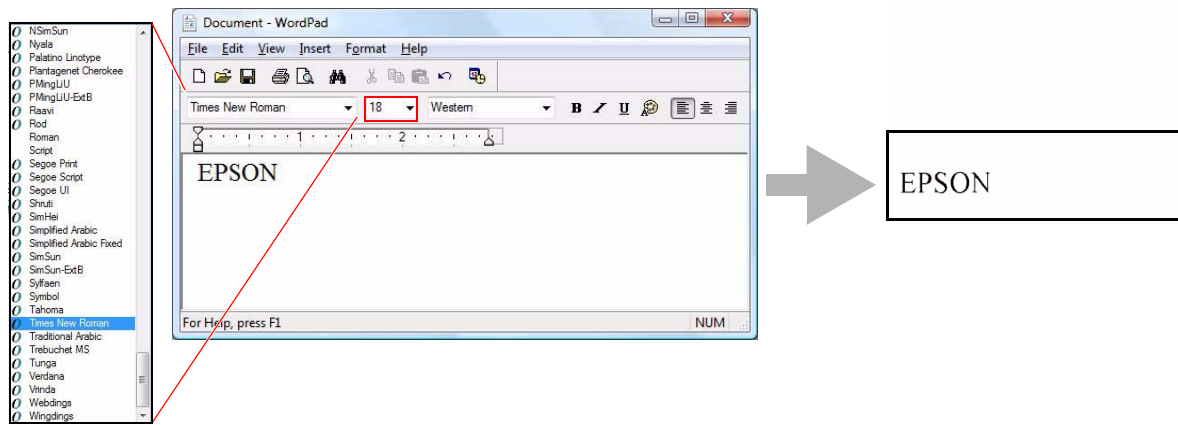 NSimSun
Nyala
Palatino Linotype
Plantagenet Cherokee
PMingLiU
PMingLiU-ExtB
Raavi
Rod
Roman
Script
Segoe Print
Segoe Script
Segoe UI
Shruti
SimHei
Simplified Arabic
Simplified Arabic Fixed
SimSun
SimSun-ExtB
Sylfaen
Symbol
Tahoma
Times New Roman
Traditional Arabic
Trebuchet MS
Tunga
Verdana
Vrinda
Webdings
Wingdings
Document - WordPad
File Edit View Insert Format Help
Times New Roman 18 Western B / U
1 2
EPSON
For Help, press F1 NUM
EPSON